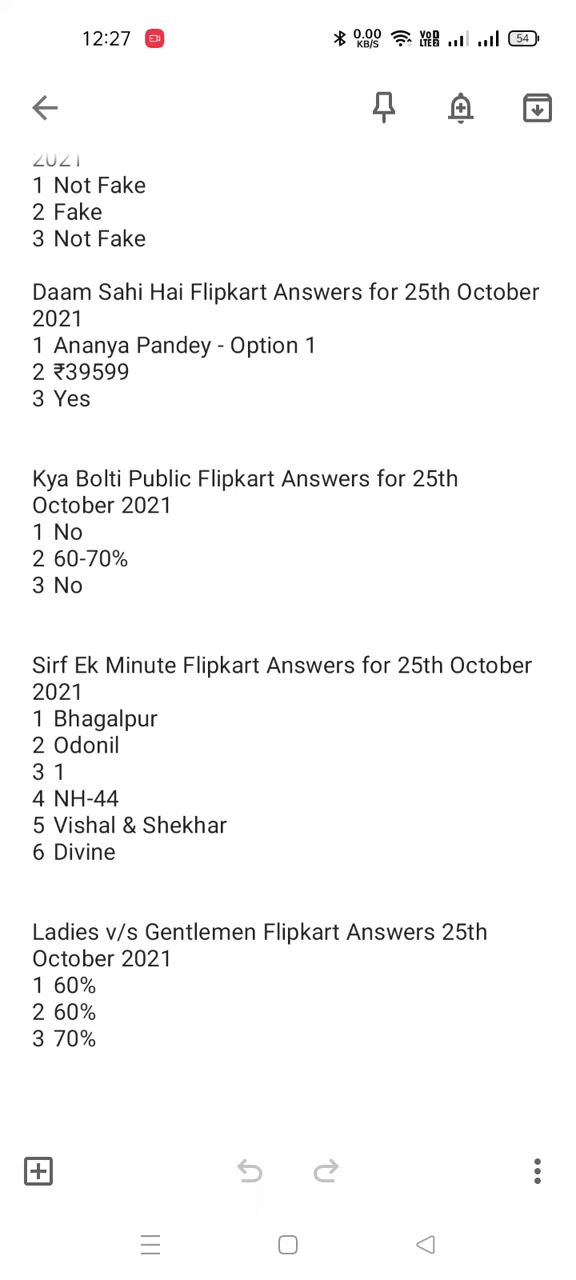 12:27
0.00
KB/S
VoD
LTE2
54
2021
1 Not Fake
2 Fake
3 Not Fake
Daam Sahi Hai Flipkart Answers for 25th October
2021
1 Ananya Pandey - Option 1
2 ₹39599
3 Yes
Kya Bolti Public Flipkart Answers for 25th
October 2021
1 No
2 60-70%
3 No
Sirf Ek Minute Flipkart Answers for 25th October
2021
1 Bhagalpur
2 Odonil
3 1
4 NH-44
5 Vishal & Shekhar
6 Divine
Ladies v/s Gentlemen Flipkart Answers 25th
October 2021
1 60%
2 60%
3 70%